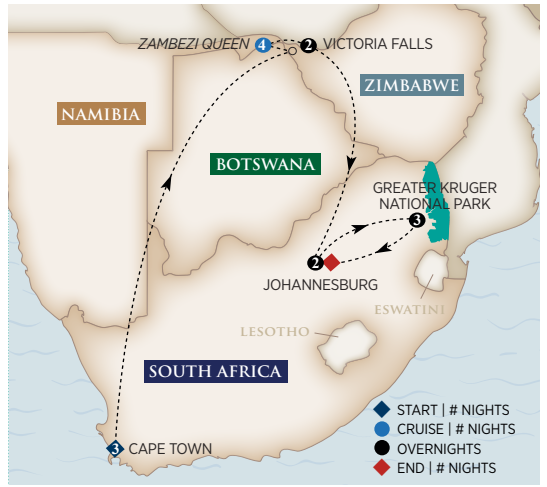 ZAMBEZI QUEEN
4
2
VICTORIA FALLS
ZIMBABWE
NAMIBIA
BOTSWANA
GREATER KRUGER
NATIONAL PARK
3
2
JOHANNESBURG
ESWATINI
LESOTHO
SOUTH AFRICA
3
CAPE TOWN
START | # NIGHTS
CRUISE | # NIGHTS
OVERNIGHTS
END | # NIGHTS